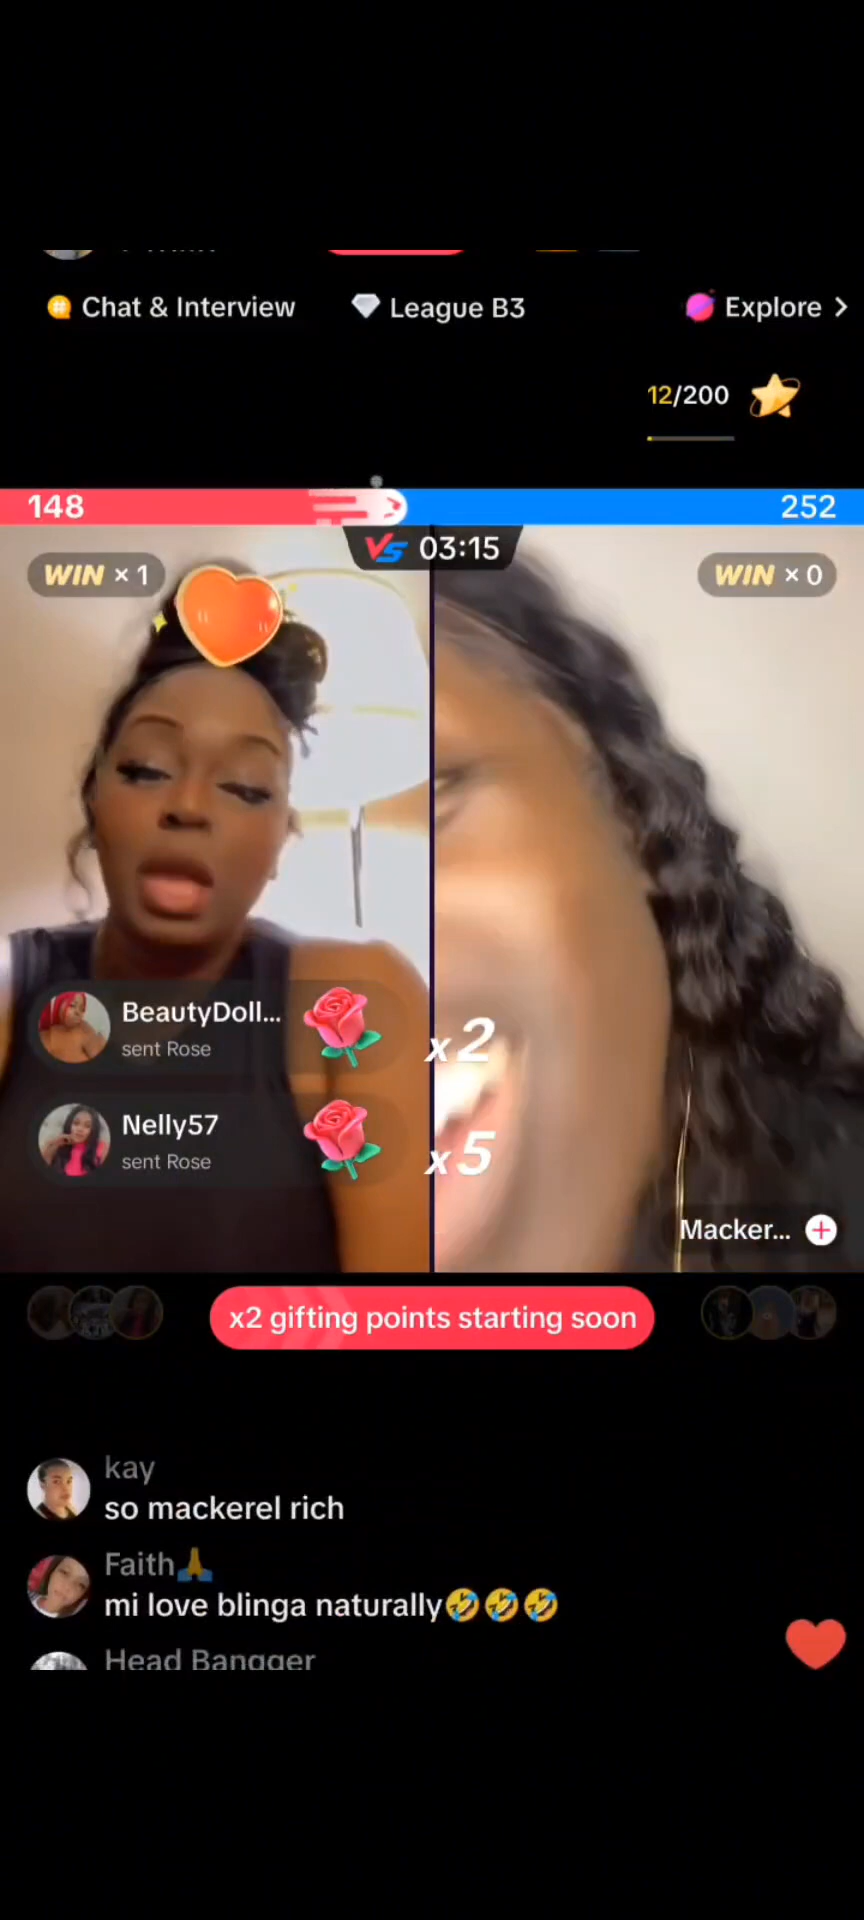 Chat & Interview
League B3
Explore >
12/200
148
252
VS 03:15
WIN × 1
WIN × 0
BeautyDoll...
sent Rose
x2
Nelly57
sent Rose
x5
Macker...
x2 gifting points starting soon
kay
so mackerel rich
Faith🙏
mi love blinga naturally🤣🤣🤣
Head Bangger